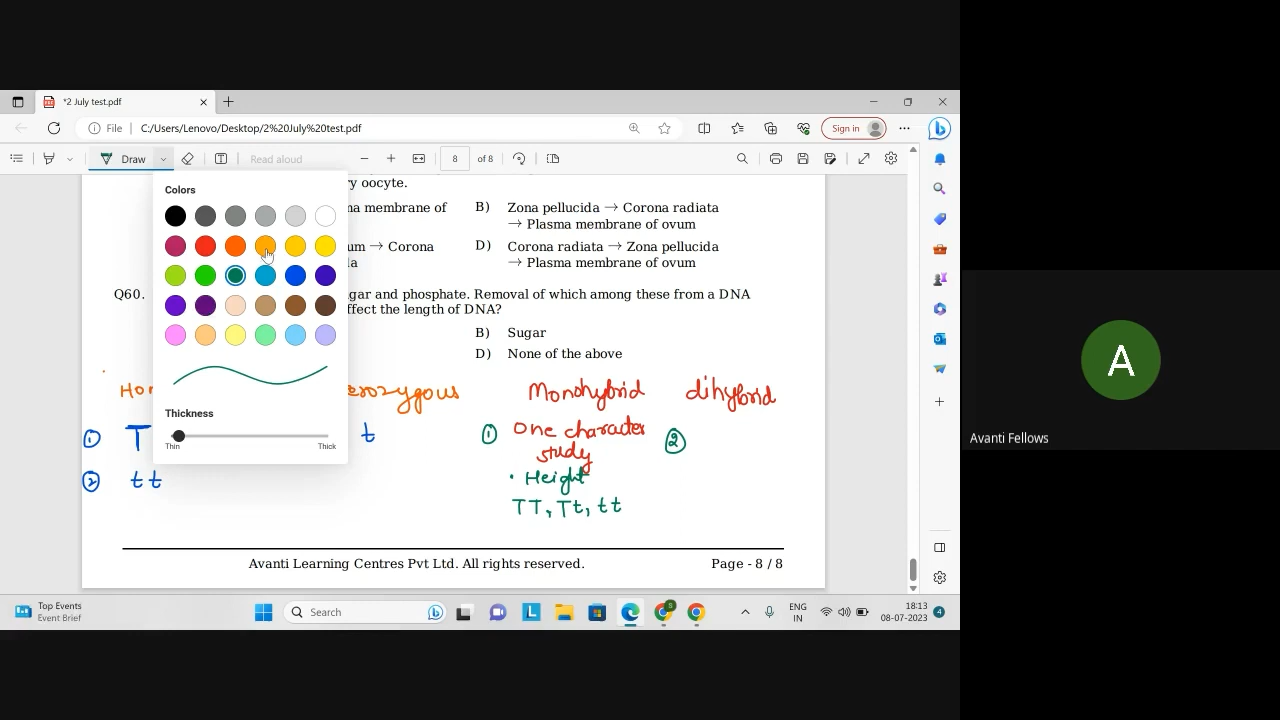 *2 July test.pdf
File C:/Users/Lenovo/Desktop/2%20July%20test.pdf
Sign in
Draw
Read aloud
8 of 8
Colors
Thickness
Thin Thick
ry oocyte.
na membrane of
B) Zona pellucida → Corona radiata
→ Plasma membrane of ovum
um → Corona
D) Corona radiata → Zona pellucida
→ Plasma membrane of ovum
Q60.
gar and phosphate. Removal of which among these from a DNA
ffect the length of DNA?
B) Sugar
D) None of the above
Hom
erozygous
Monohybrid
dihybrid
① T
t
① One character
study
②
• Height
② tt
TT, Tt, tt
Avanti Learning Centres Pvt Ltd. All rights reserved.
Page - 8 / 8
Top Events
Event Brief
Search
ENG
IN
18:13
08-07-2023
4
A
Avanti Fellows